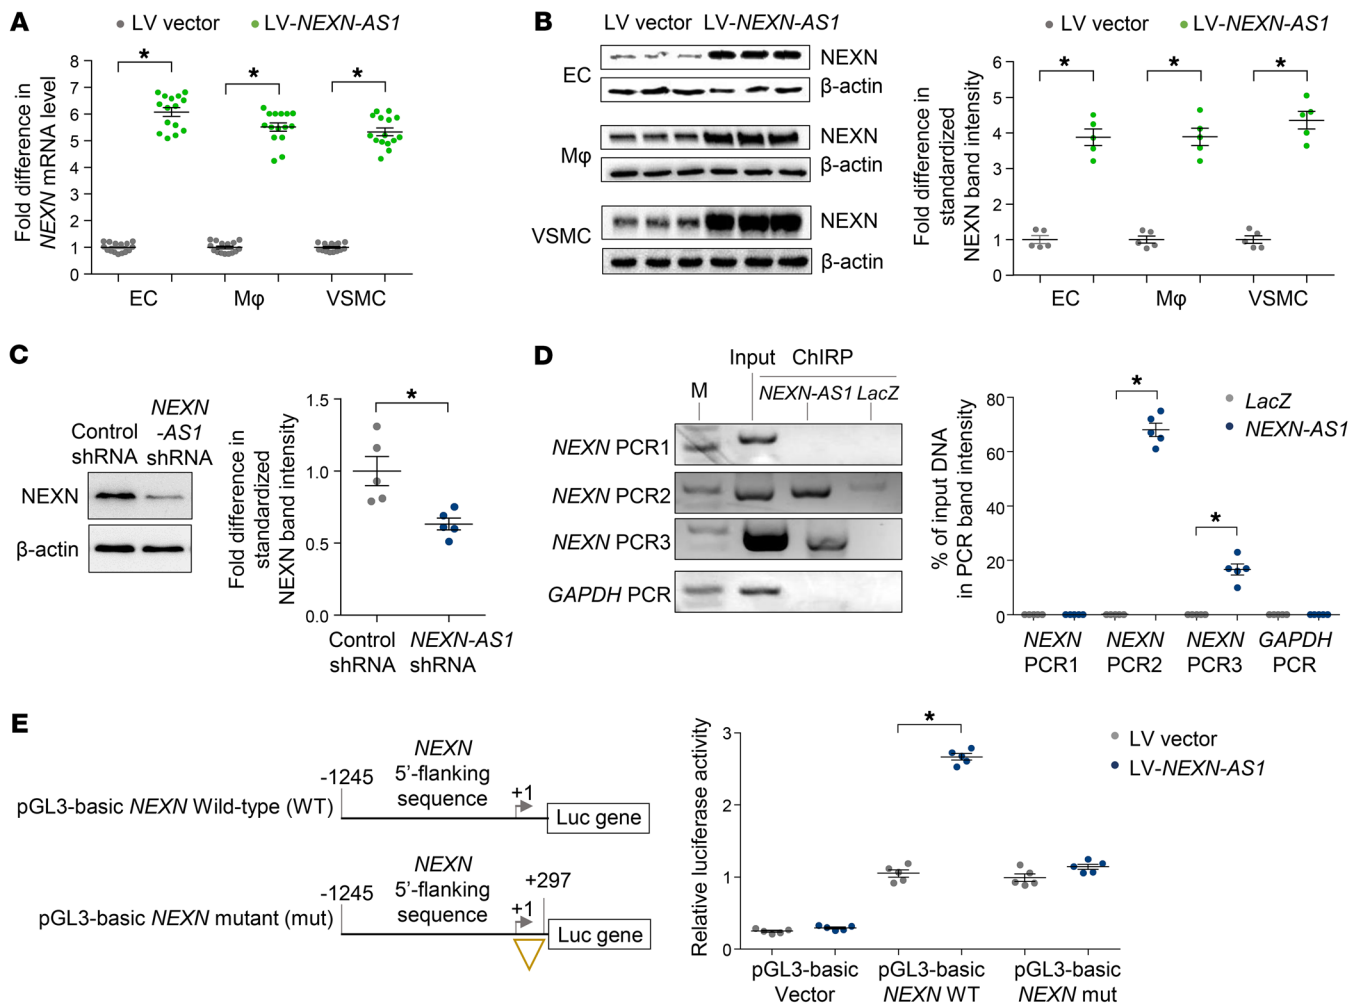 A
LV vector
LV-NEXN-AS1
Fold difference in
NEXN mRNA level
8
7
6
5
4
3
2
1
0
*
*
*
EC
Mφ
VSMC
B
LV vector LV-NEXN-AS1
EC
NEXN
β-actin
Mφ
NEXN
β-actin
VSMC
NEXN
β-actin
LV vector
LV-NEXN-AS1
Fold difference in
standardized
NEXN band intensity
6
5
4
3
2
1
0
*
*
*
EC
Mφ
VSMC
C
Control
shRNA
NEXN
-AS1
shRNA
NEXN
β-actin
Fold difference in
standardized
NEXN band intensity
1.5
1.0
0.5
0.0
*
Control
shRNA
NEXN-AS1
shRNA
D
Input
ChIRP
M
NEXN-AS1
LacZ
NEXN PCR1
NEXN PCR2
NEXN PCR3
GAPDH PCR
% of input DNA
in PCR band intensity
80
60
40
20
0
*
*
LacZ
NEXN-AS1
NEXN
PCR1
NEXN
PCR2
NEXN
PCR3
GAPDH
PCR
E
NEXN
5'-flanking
sequence
-1245
+1
pGL3-basic NEXN Wild-type (WT)
Luc gene
NEXN
5'-flanking
sequence
-1245
+1
+297
pGL3-basic NEXN mutant (mut)
Luc gene
Relative luciferase activity
3
2
1
0
*
LV vector
LV-NEXN-AS1
pGL3-basic
Vector
pGL3-basic
NEXN WT
pGL3-basic
NEXN mut